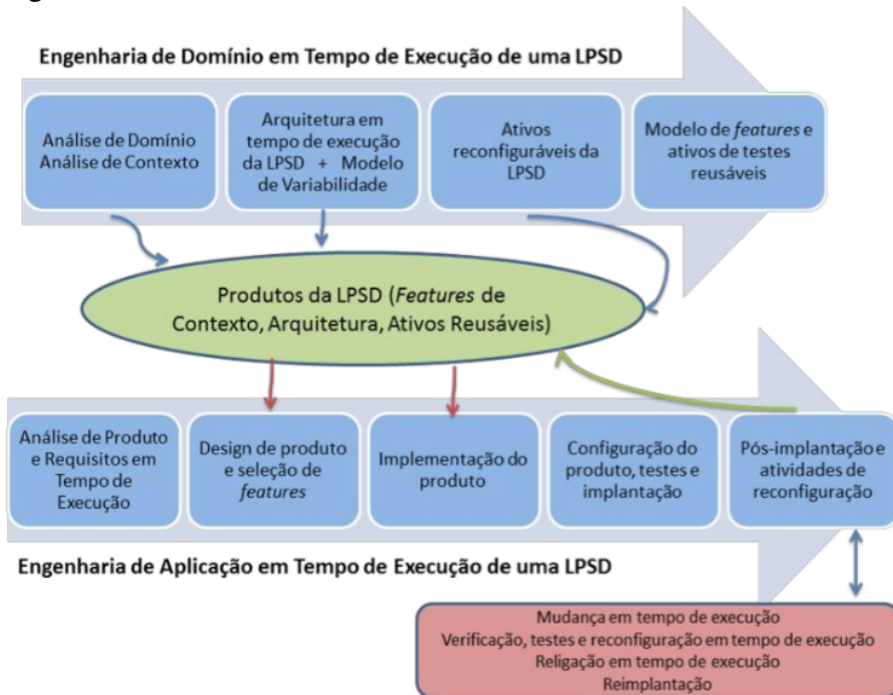 Engenharia de Domínio em Tempo de Execução de uma LPSD
Análise de Domínio
Análise de Contexto
Arquitetura em
tempo de execução
da LPSD + Modelo
de Variabilidade
Ativos
reconfiguráveis da
LPSD
Modelo de features e
ativos de testes
reusáveis
Produtos da LPSD (Features de
Contexto, Arquitetura, Ativos Reusáveis)
Análise de Produto
e Requisitos em
Tempo de
Execução
Design de produto
e seleção de
features
Implementação do
produto
Configuração do
produto, testes e
implantação
Pós-implantação e
atividades de
reconfiguração
Engenharia de Aplicação em Tempo de Execução de uma LPSD
Mudança em tempo de execução
Verificação, testes e reconfiguração em tempo de execução
Religação em tempo de execução
Reimplantação